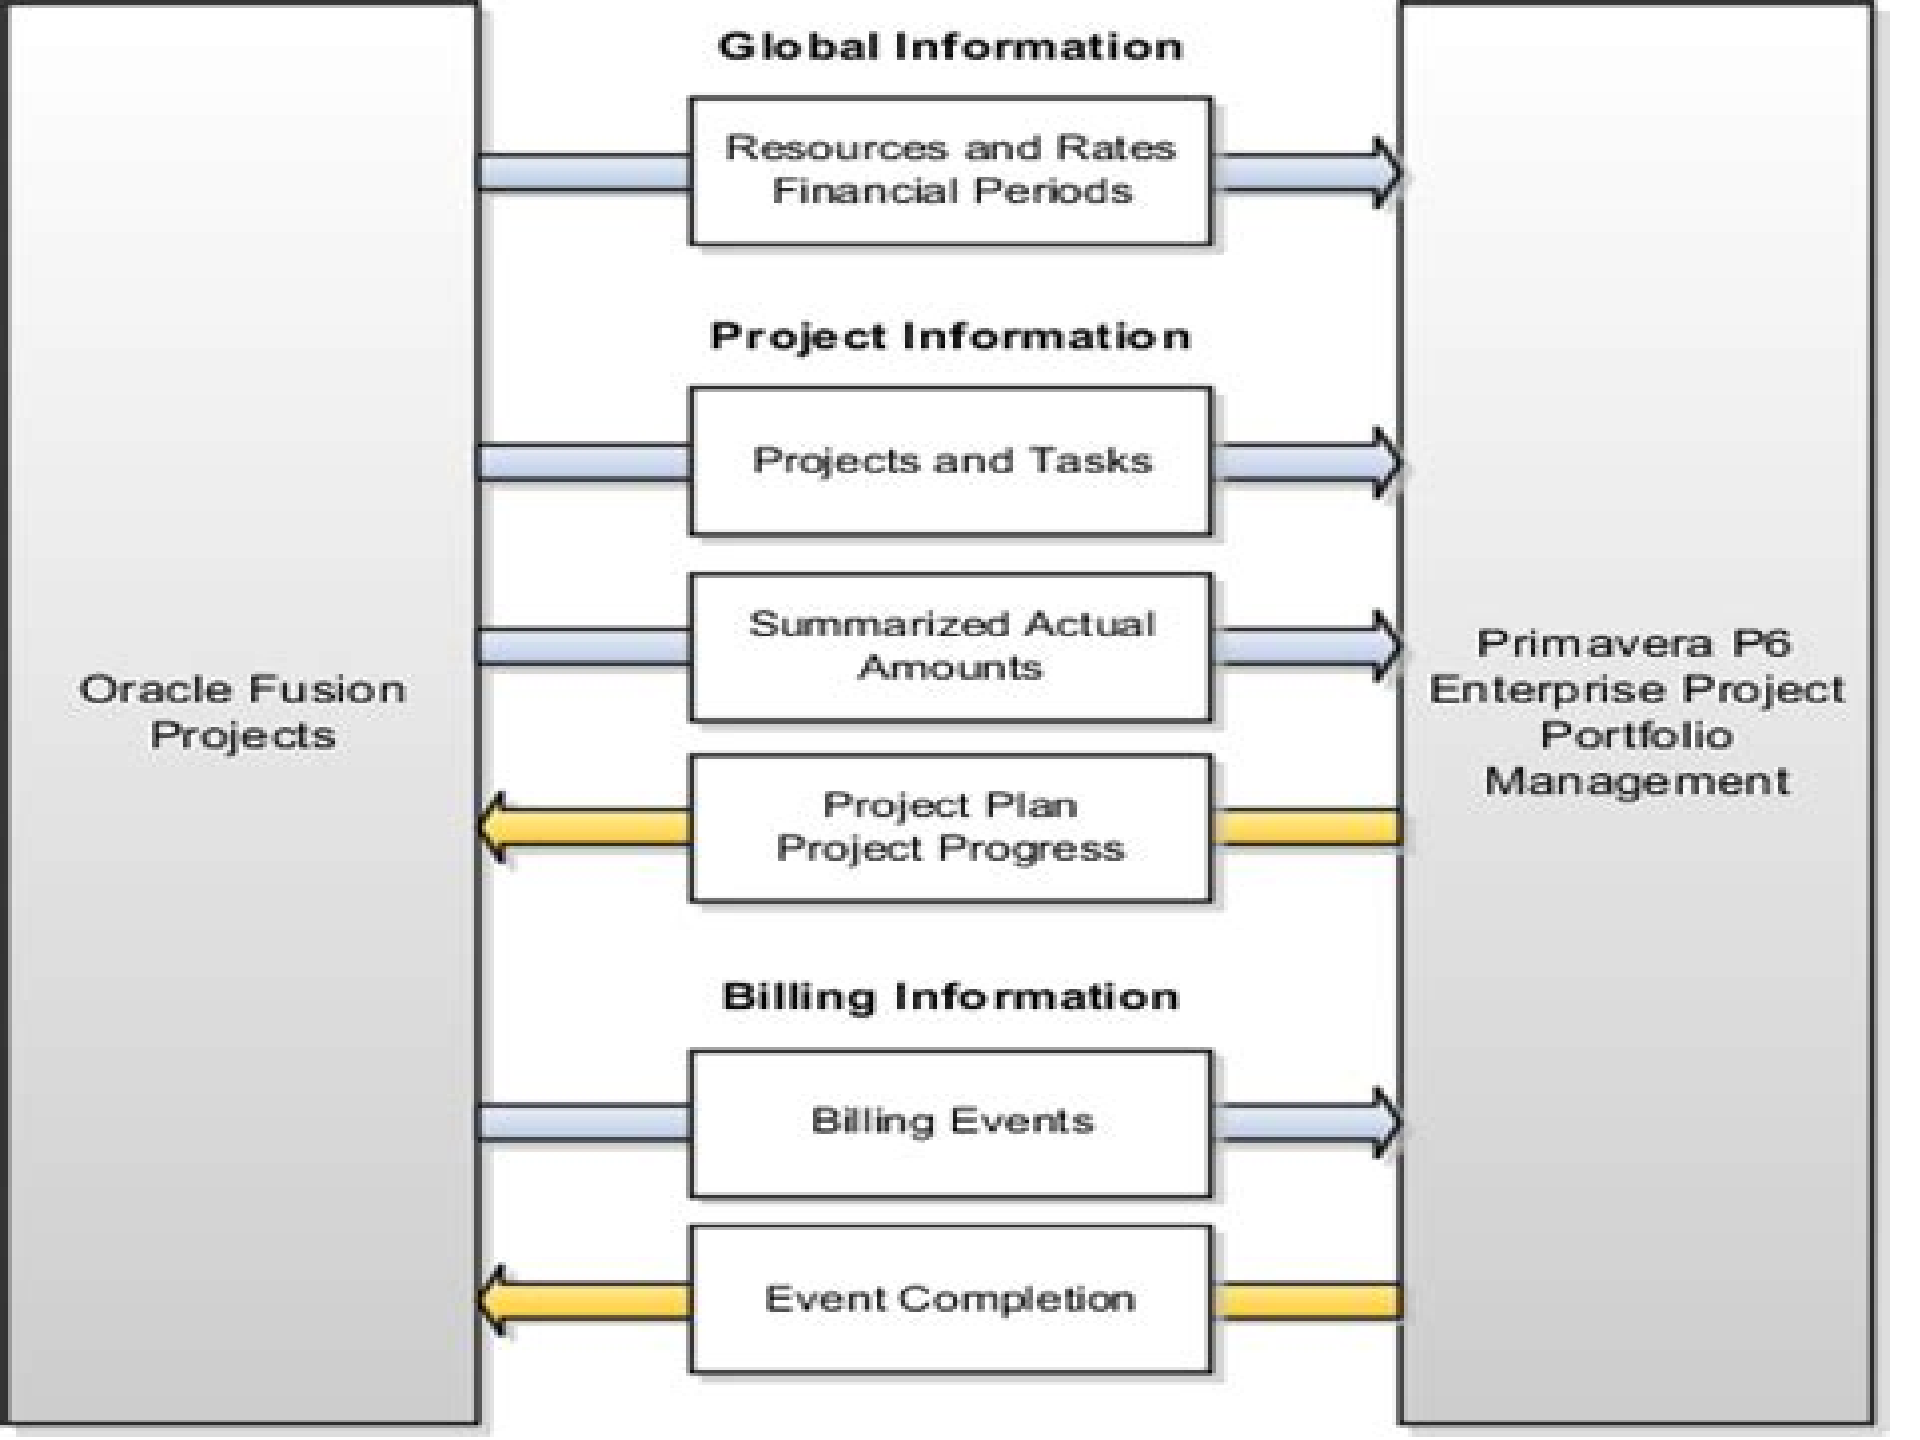 Global Information
Resources and Rates
Financial Periods
Project Information
Projects and Tasks
Summarized Actual
Amounts
Project Plan
Project Progress
Billing Information
Billing Events
Event Completion
Oracle Fusion
Projects
Primavera P6
Enterprise Project
Portfolio
Management